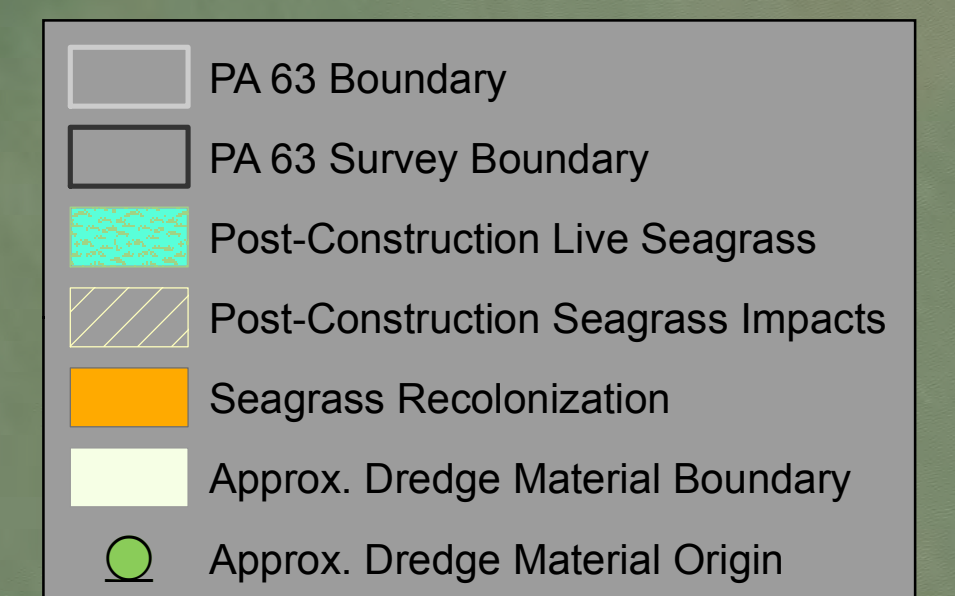 PA 63 Boundary
PA 63 Survey Boundary
Post-Construction Live Seagrass
Post-Construction Seagrass Impacts
Seagrass Recolonization
Approx. Dredge Material Boundary
Approx. Dredge Material Origin